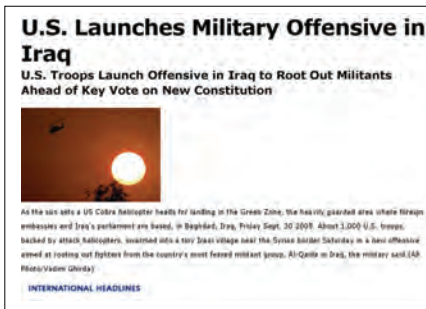 U.S. Launches Military Offensive in
Iraq
U.S. Troops Launch Offensive in Iraq to Root Out Militants
Ahead of Key Vote on New Constitution
As the sun sets a US Cobra helicopter heads for landing in the Green Zone, the heavily guarded area where foreign
embassies and Iraq's parliament are based, in Baghdad, Iraq, Friday Sept. 30 2005. About 1,000 U.S. troops,
backed by attack helicopters, swarmed into a tiny Iraqi village near the Syrian border Saturday in a new offensive
aimed at rooting out fighters from the country's most feared militant group, Al-Qaida in Iraq, the military said.(AP
Photo/Vadim Ghirda)
INTERNATIONAL HEADLINES